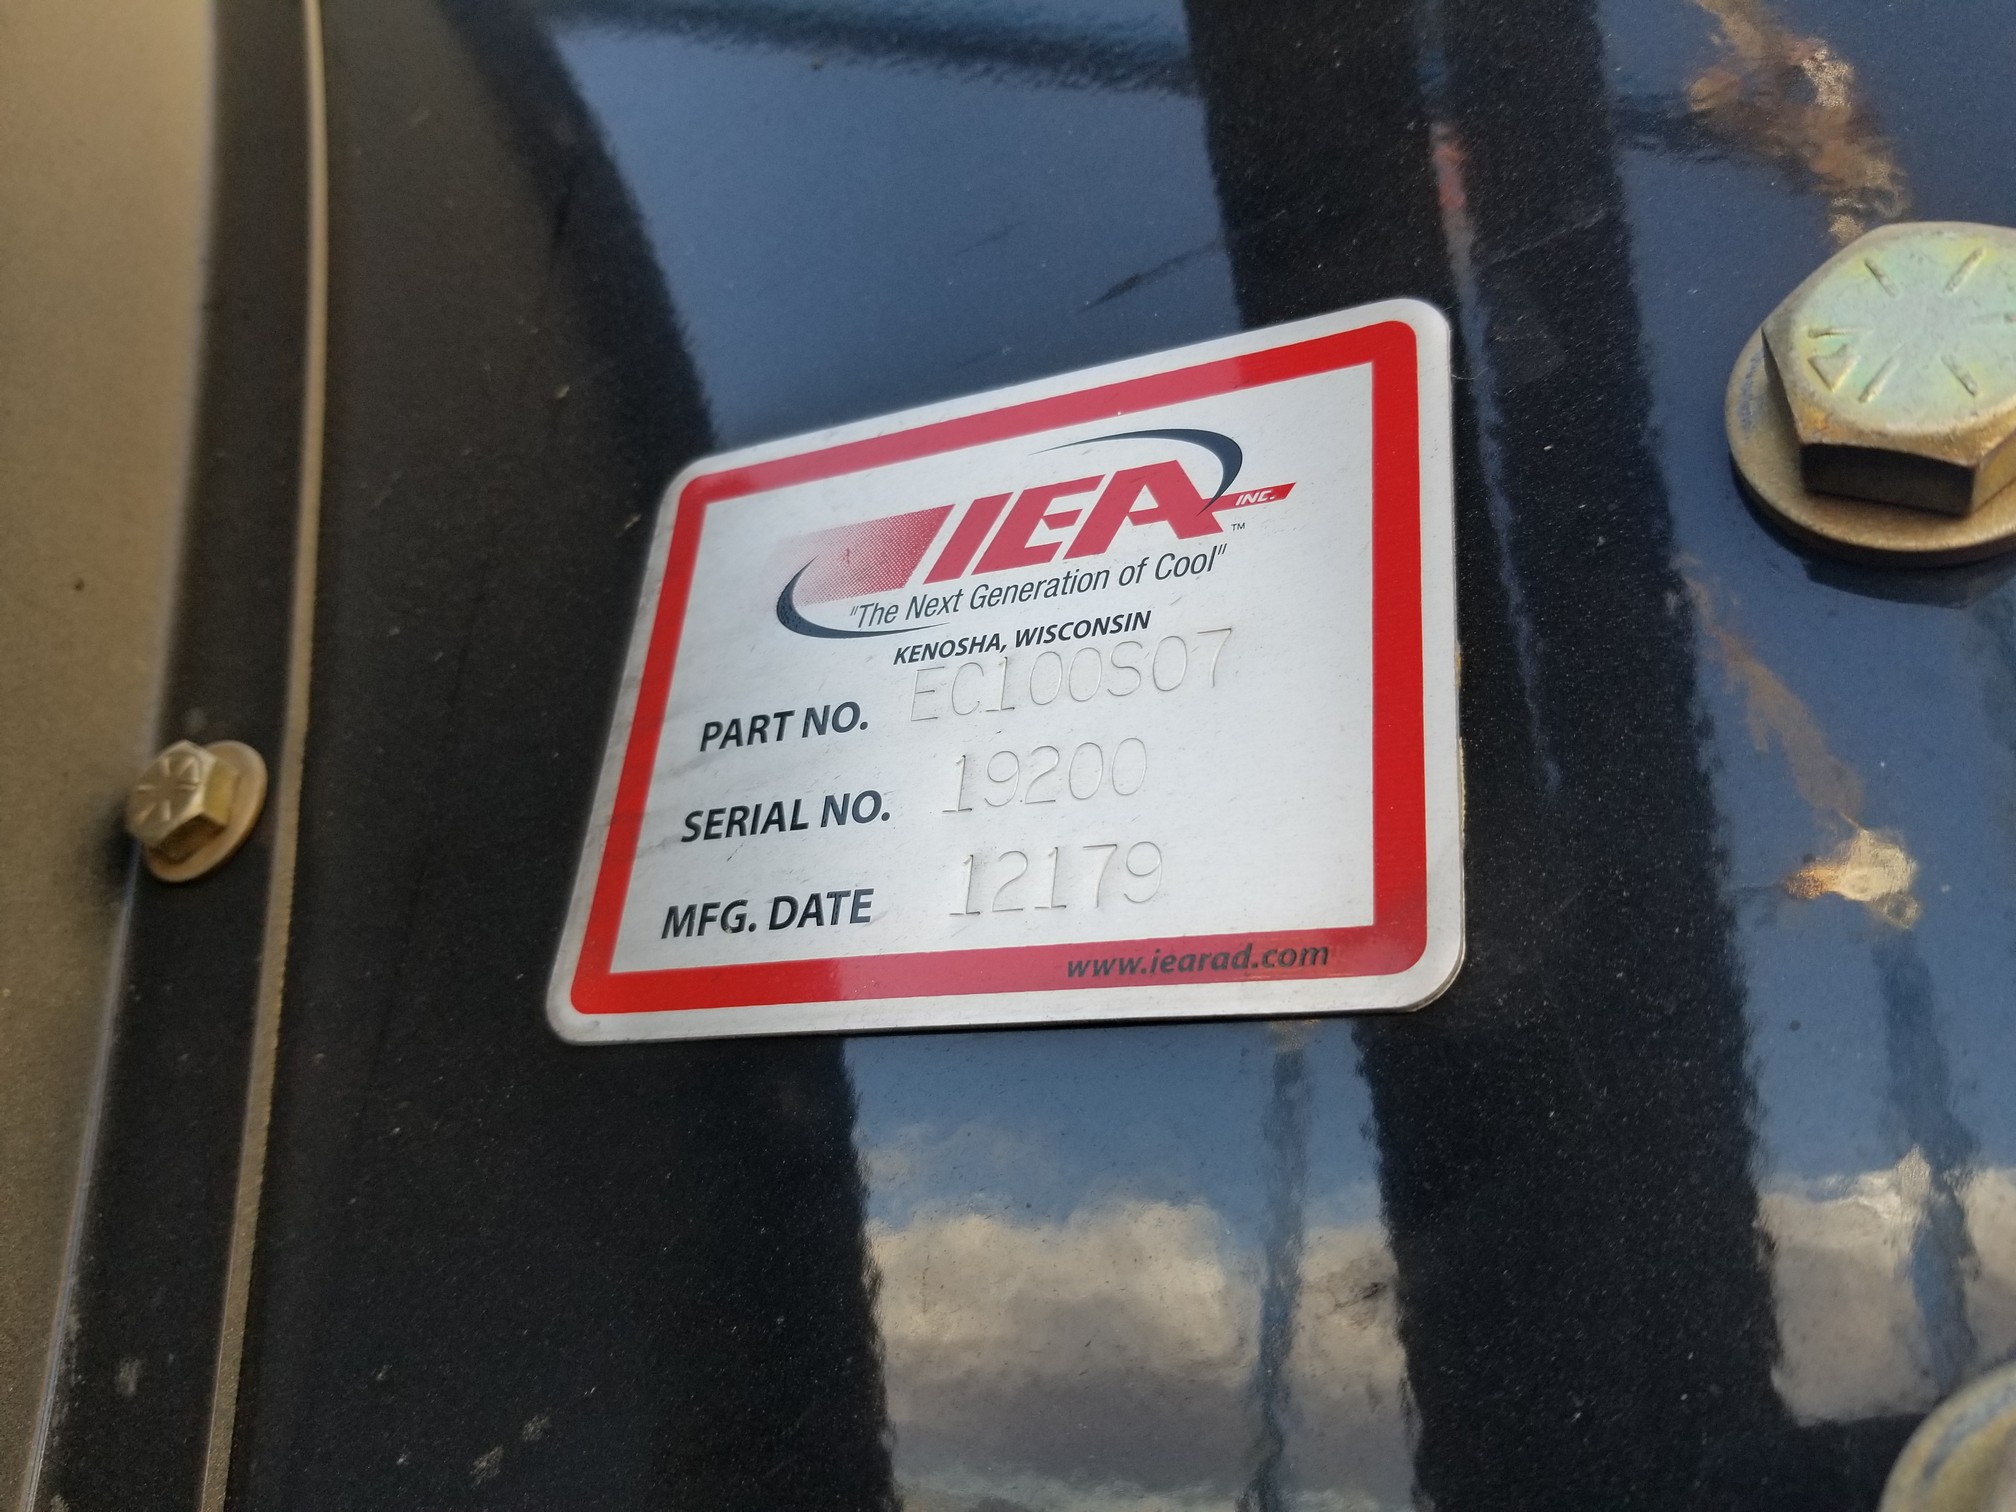 IEA INC.
™
"The Next Generation of Cool"
KENOSHA, WISCONSIN
PART NO. EC100S07
SERIAL NO. 19200
MFG. DATE 12179
www.iearad.com